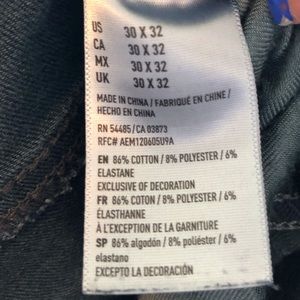 US 30 X 32
CA 30 X 32
MX 30 X 32
UK 30 X 32
MADE IN CHINA / FABRIQUÉ EN CHINE /
HECHO EN CHINA
RN 54485 / CA 03873
RFC# AEM120605U9A
EN 86% COTTON / 8% POLYESTER / 6%
ELASTANE
EXCLUSIVE OF DECORATION
FR 86% COTON / 8% POLYESTER / 6%
ÉLASTHANNE
À L'EXCEPTION DE LA GARNITURE
SP 86% algodón / 8% poliéster / 6%
elastano
EXCEPTO LA DECORACIÓN